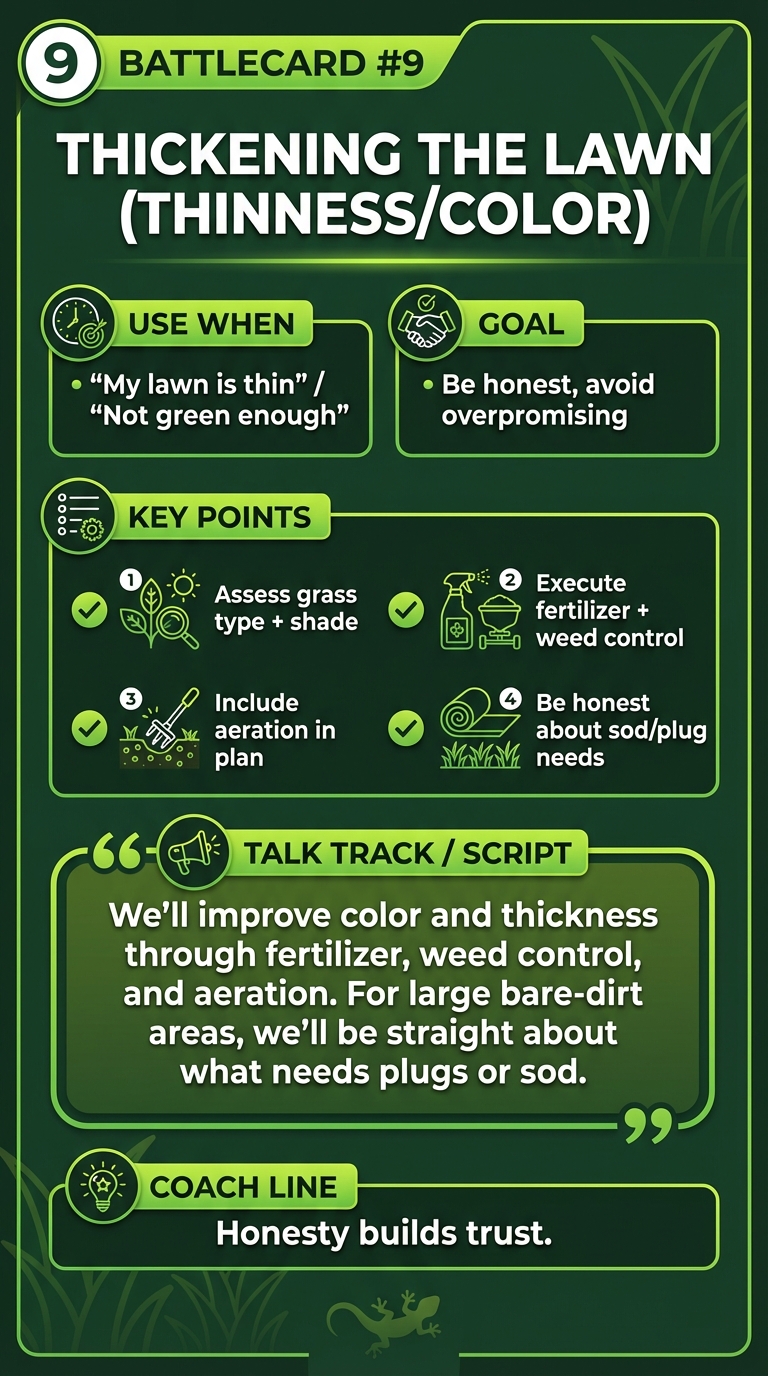 9
BATTLECARD #9
THICKENING THE LAWN
(THINNESS/COLOR)
USE WHEN
• “My lawn is thin” /
“Not green enough”
GOAL
• Be honest, avoid
overpromising
KEY POINTS
1
Assess grass
type + shade
2
Execute
fertilizer +
weed control
3
Include
aeration in
plan
4
Be honest
about sod/plug
needs
“
TALK TRACK / SCRIPT
We’ll improve color and thickness
through fertilizer, weed control,
and aeration. For large bare-dirt
areas, we’ll be straight about
what needs plugs or sod.
”
COACH LINE
Honesty builds trust.